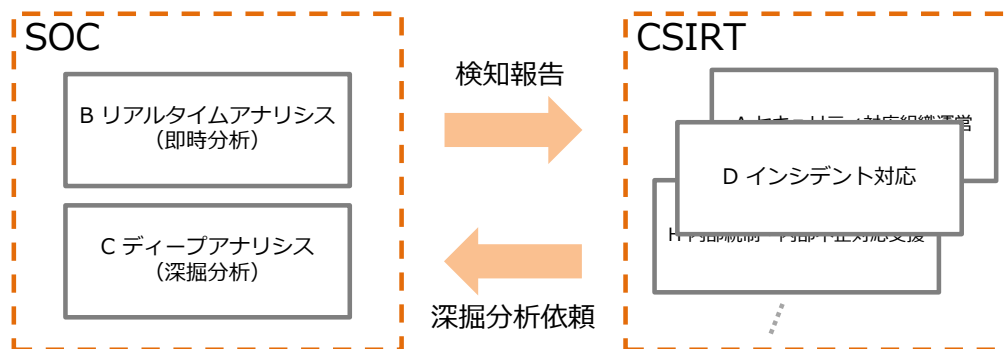 SOC
B リアルタイムアナリシス
(即時分析)
C ディープアナリシス
(深掘分析)
検知報告
深掘分析依頼
CSIRT
D インシデント対応